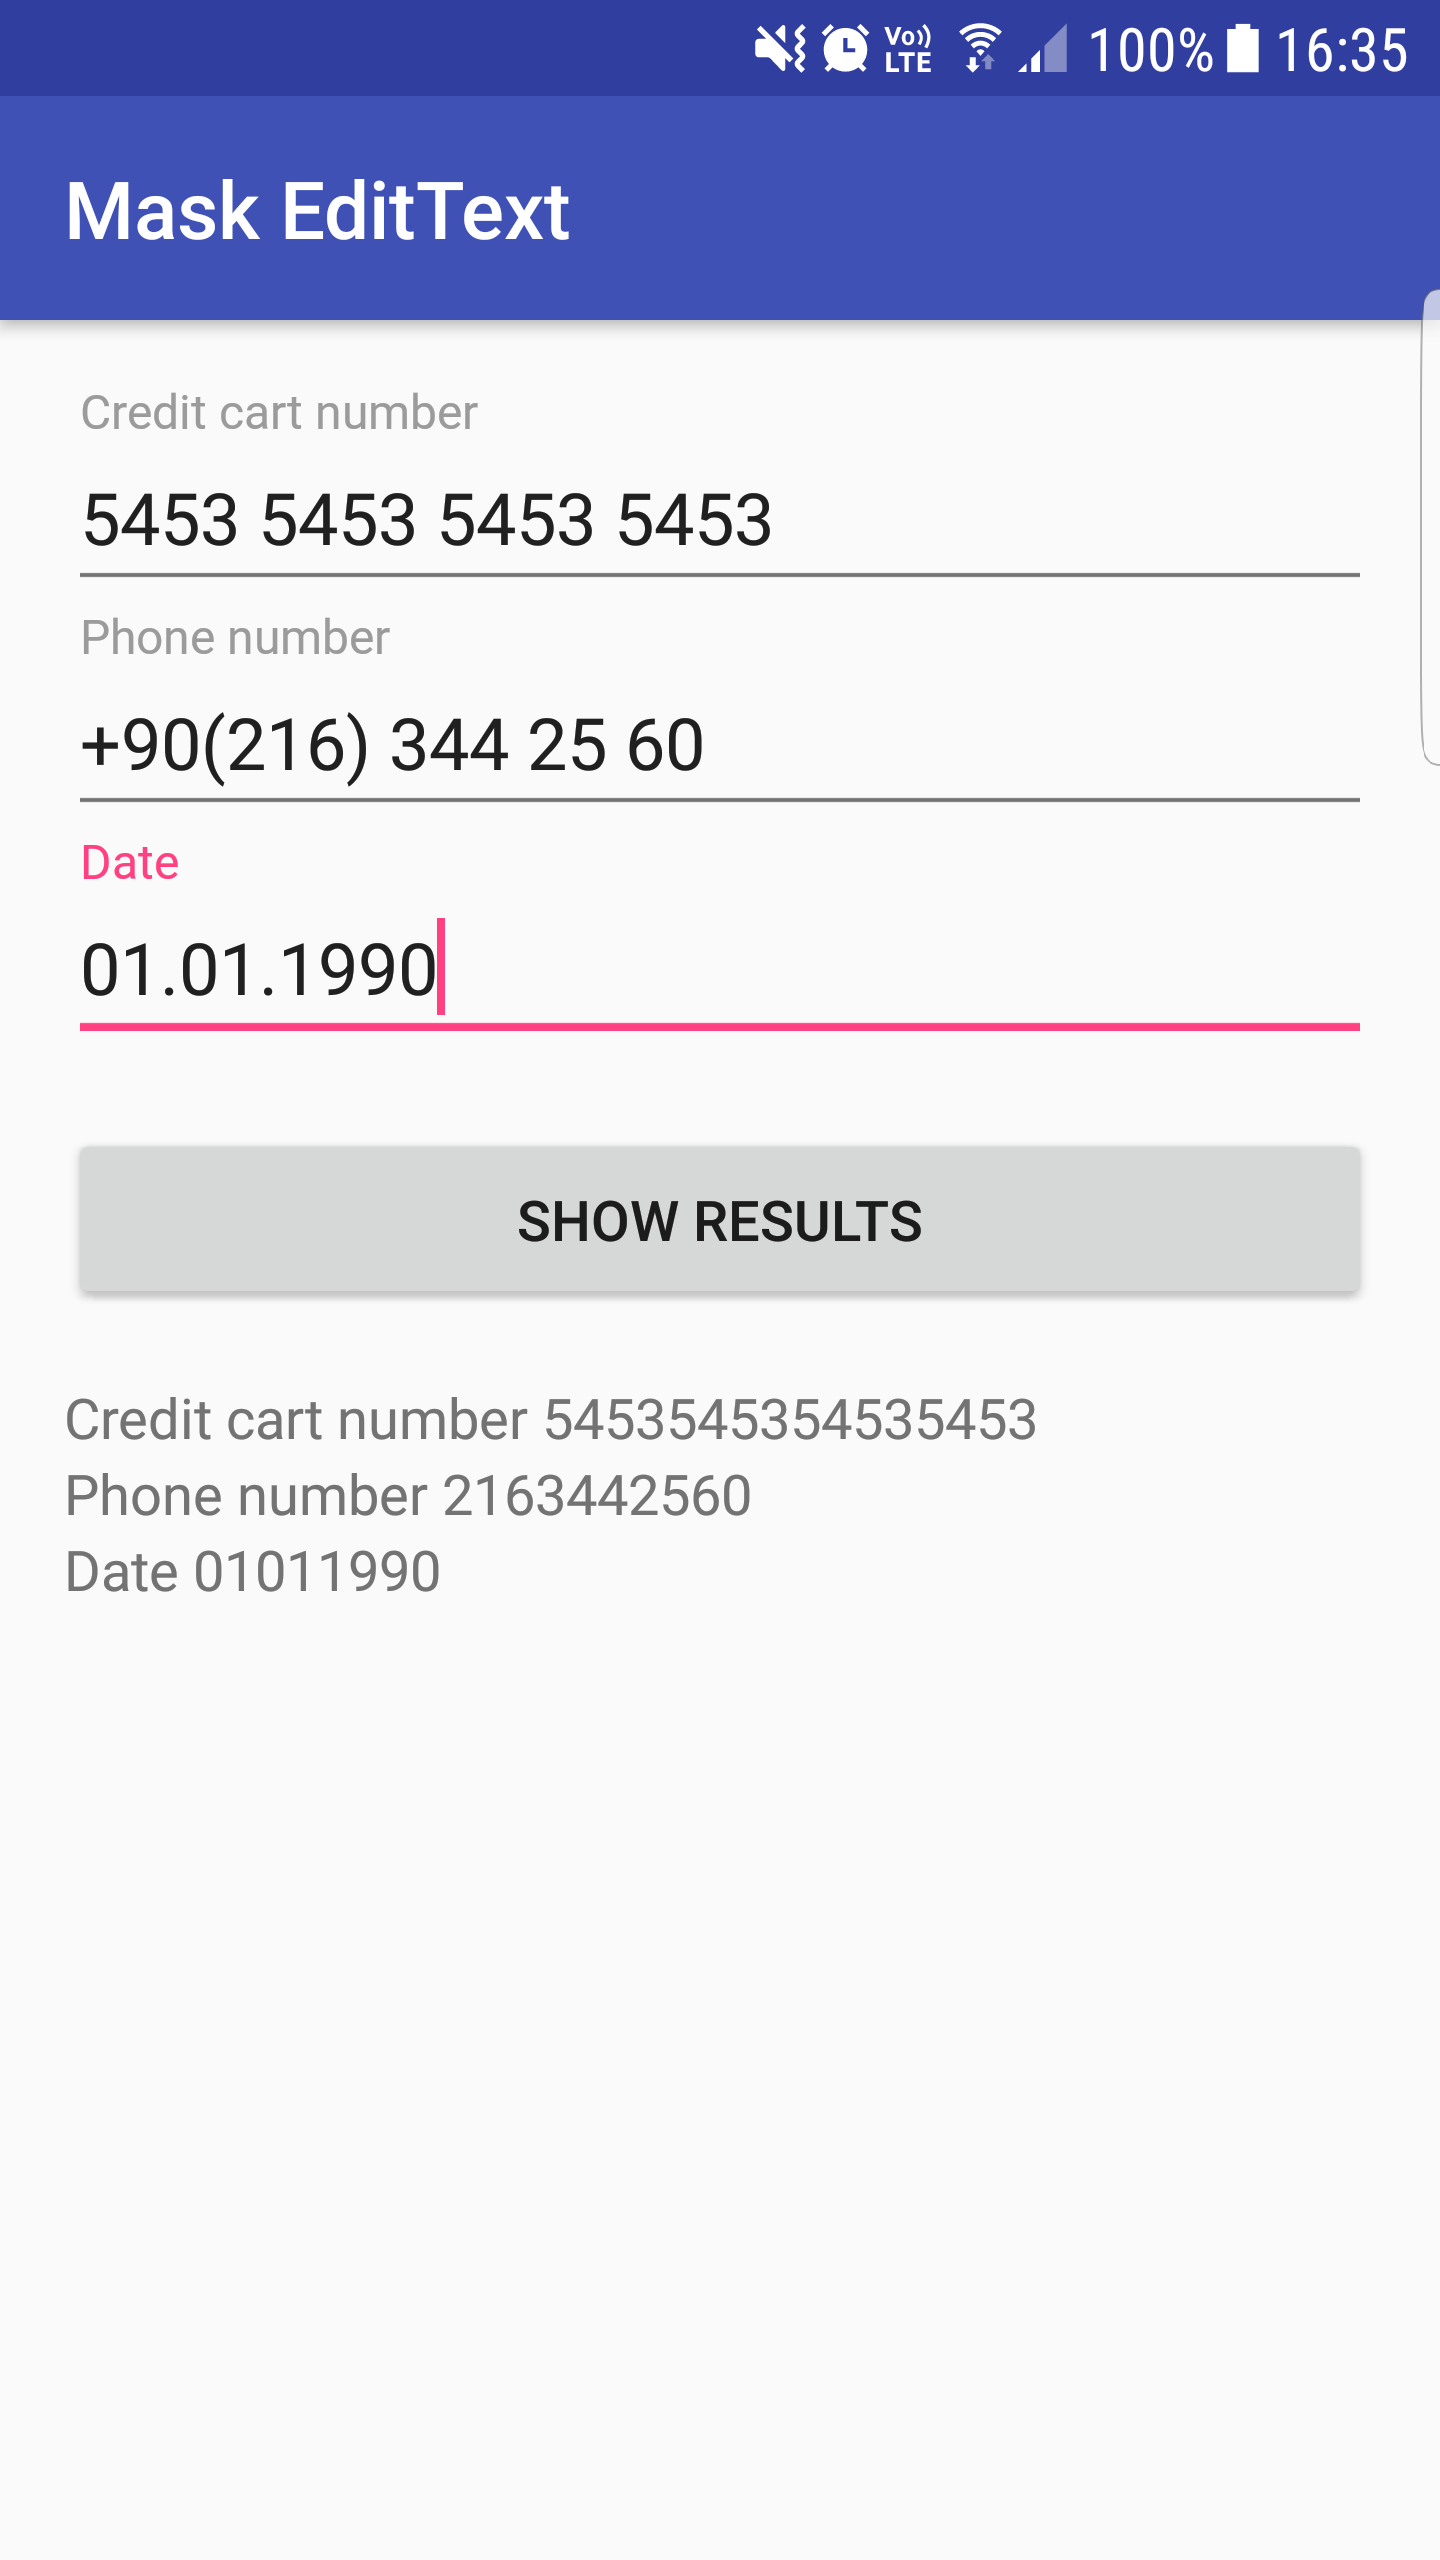 Vo)) LTE 100% 16:35
Mask EditText
Credit cart number
5453 5453 5453 5453
Phone number
+90(216) 344 25 60
Date
01.01.1990
SHOW RESULTS
Credit cart number 5453545354535453
Phone number 2163442560
Date 01011990